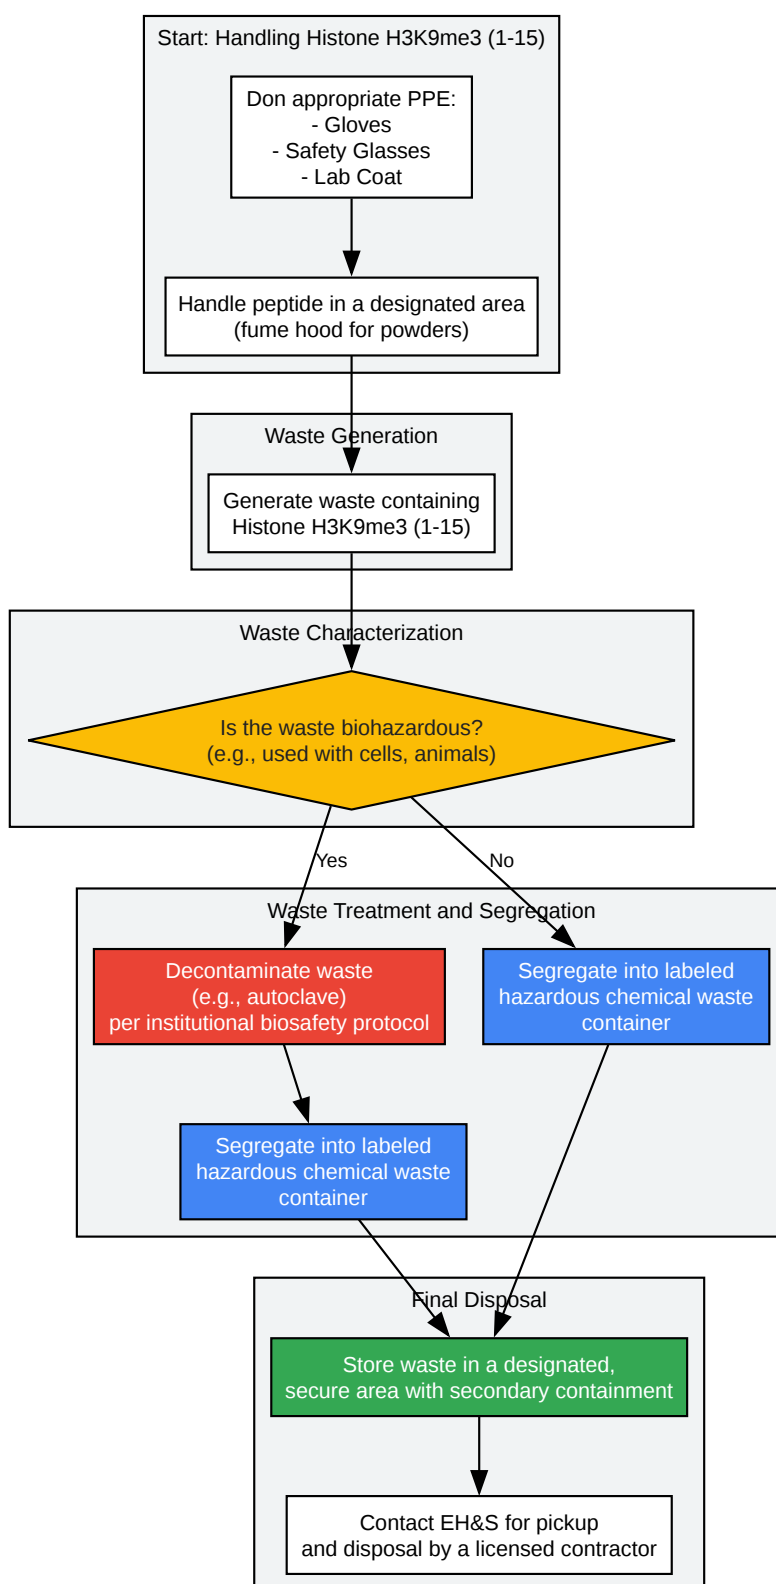 Start: Handling Histone H3K9me3 (1-15)
Don appropriate PPE:
- Gloves
- Safety Glasses
- Lab Coat
Handle peptide in a designated area
(fume hood for powders)
Waste Generation
Generate waste containing
Histone H3K9me3 (1-15)
Waste Characterization
Is the waste biohazardous?
(e.g., used with cells, animals)
Yes
No
Waste Treatment and Segregation
Decontaminate waste
(e.g., autoclave)
per institutional biosafety protocol
Segregate into labeled
hazardous chemical waste
container
Segregate into labeled
hazardous chemical waste
container
Final Disposal
Store waste in a designated,
secure area with secondary containment
Contact EH&S for pickup
and disposal by a licensed contractor